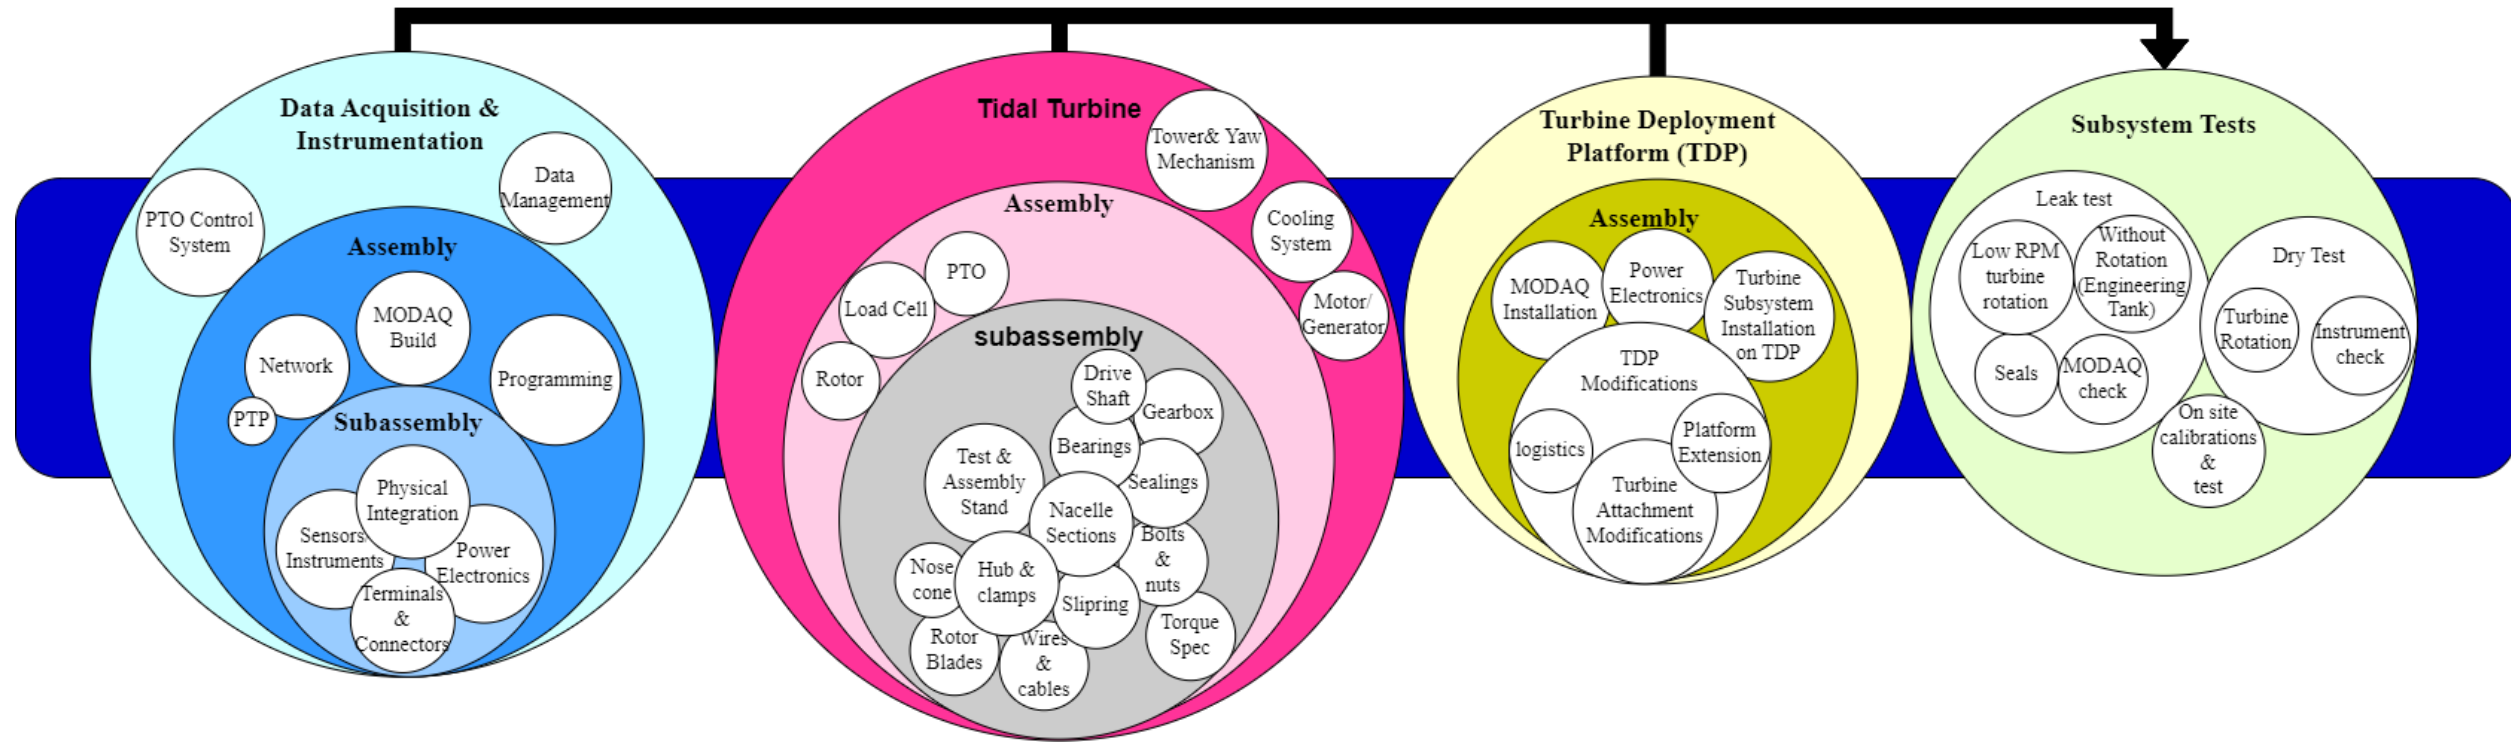 Data Acquisition &
Instrumentation
PTO Control
System
Data
Management
Assembly
MODAQ
Build
Network
PTP
Programming
Subassembly
Physical
Integration
Sensors/
Instruments
Power
Electronics
Terminals
&
Connectors
Tidal Turbine
Tower& Yaw
Mechanism
Cooling
System
Motor/
Generator
Assembly
PTO
Load Cell
Rotor
subassembly
Drive
Shaft
Gearbox
Bearings
Test &
Assembly
Stand
Sealings
Nacelle
Sections
Bolts
&
nuts
Nose
cone
Hub &
clamps
Slipring
Torque
Spec
Rotor
Blades
Wires
&
cables
Turbine Deployment
Platform (TDP)
Assembly
MODAQ
Installation
Power
Electronics
Turbine
Subsystem
Installation
on TDP
TDP
Modifications
logistics
Platform
Extension
Turbine
Attachment
Modifications
Subsystem Tests
Leak test
Low RPM
turbine
rotation
Without
Rotation
(Engineering
Tank)
Seals
MODAQ
check
Dry Test
Turbine
Rotation
Instrument
check
On site
calibrations
&
test